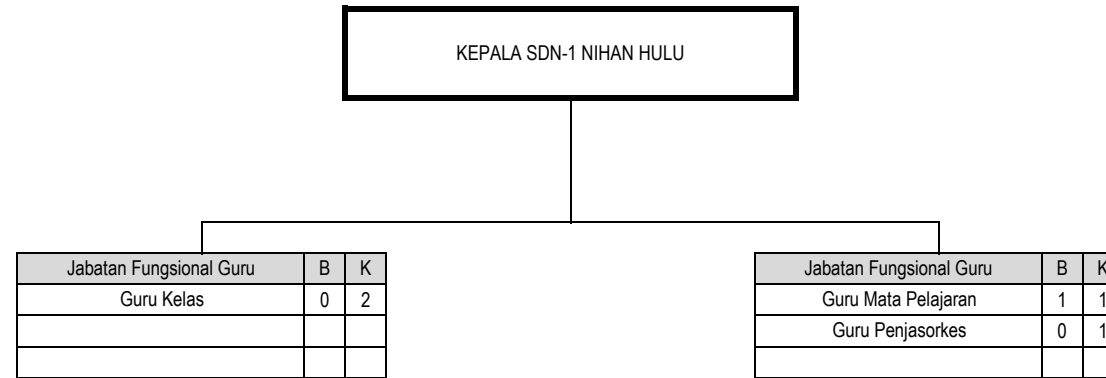 KEPALA SDN-1 NIHAN HULU
Jabatan Fungsional Guru B K
Guru Kelas 0 2
Jabatan Fungsional Guru B K
Guru Mata Pelajaran 1 1
Guru Penjasorkes 0 1